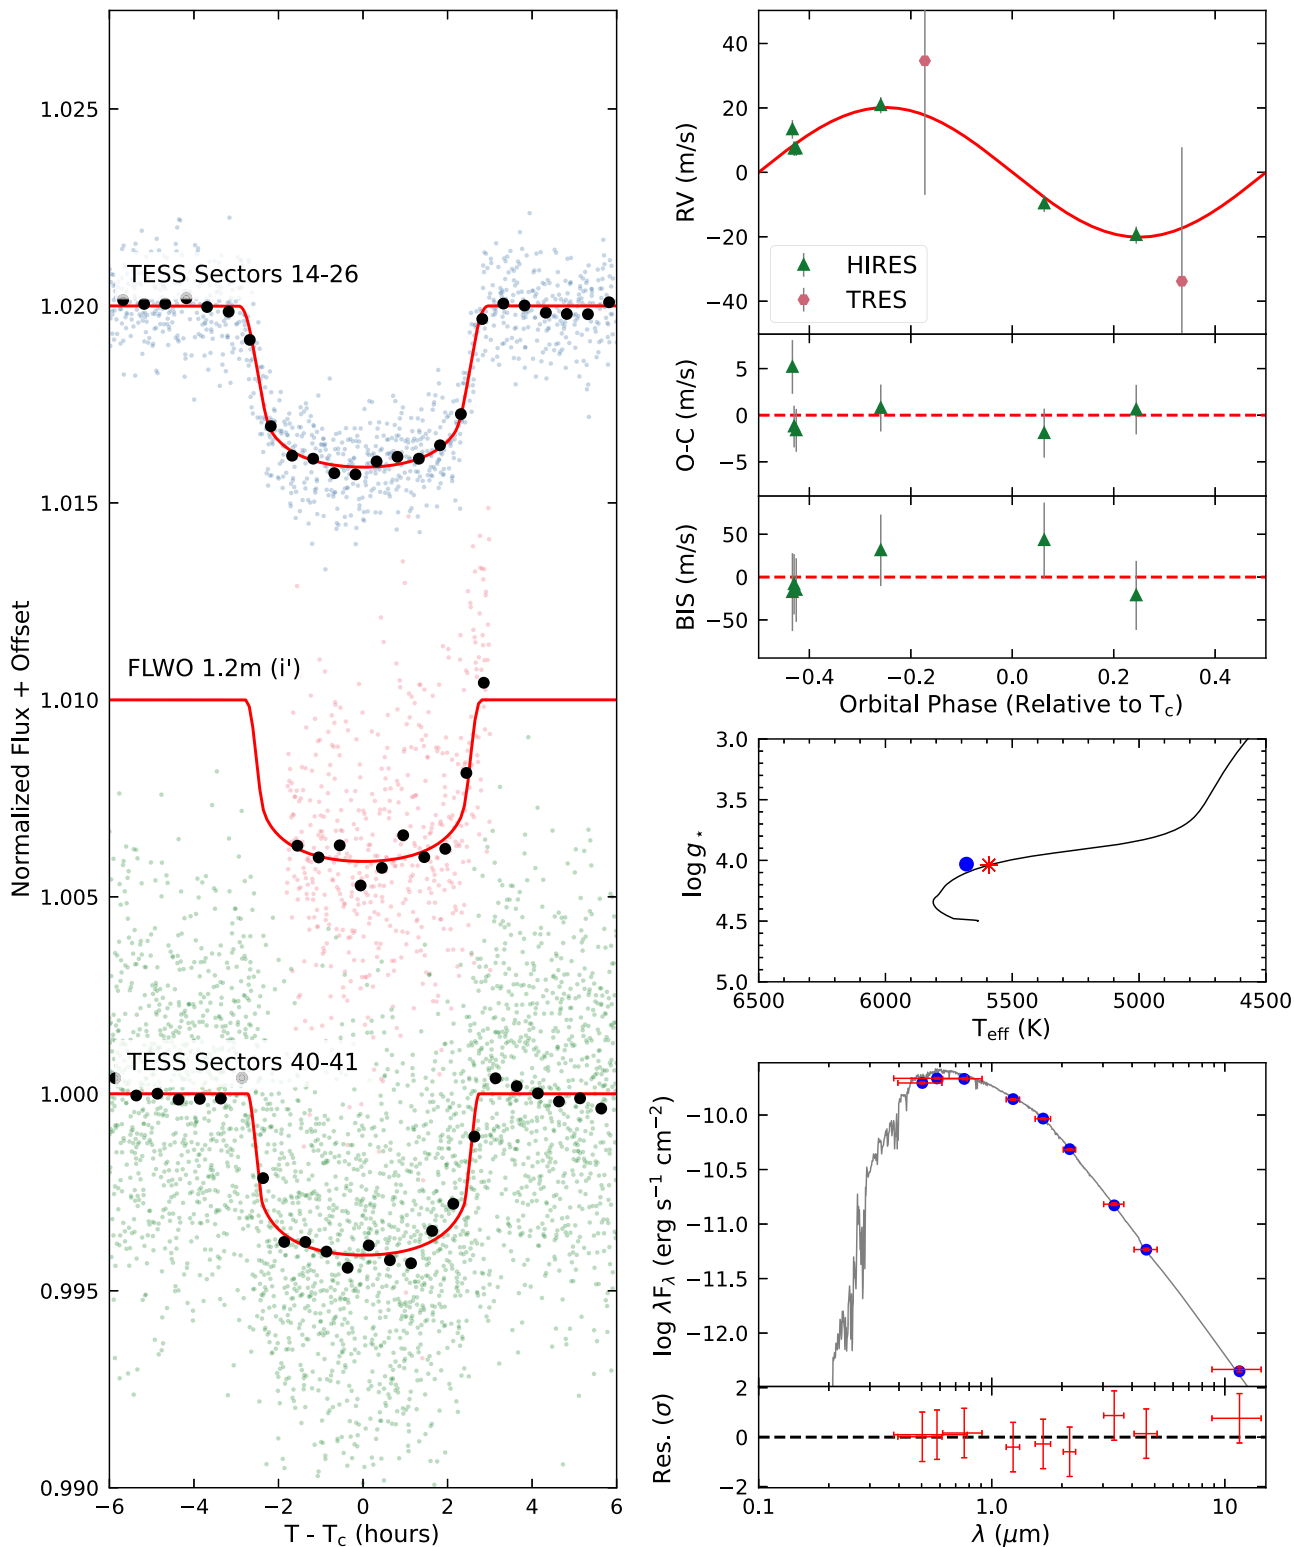 Normalized Flux + Offset
1.025
1.020
1.015
1.010
1.005
1.000
0.995
0.990
TESS Sectors 14-26
FLWO 1.2m (i')
TESS Sectors 40-41
−6 −4 −2 0 2 4 6
T - Tc (hours)
RV (m/s)
40
20
0
−20
−40
HIRES
TRES
O-C (m/s)
5
0
−5
BIS (m/s)
50
0
−50
−0.4 −0.2 0.0 0.2 0.4
Orbital Phase (Relative to Tc)
log g⋆
3.0
3.5
4.0
4.5
5.0
6500 6000 5500 5000 4500
Teff (K)
log λFλ (erg s−1 cm−2)
−10.0
−10.5
−11.0
−11.5
−12.0
Res. (σ)
2
0
−2
0.1 1.0 10
λ (μm)